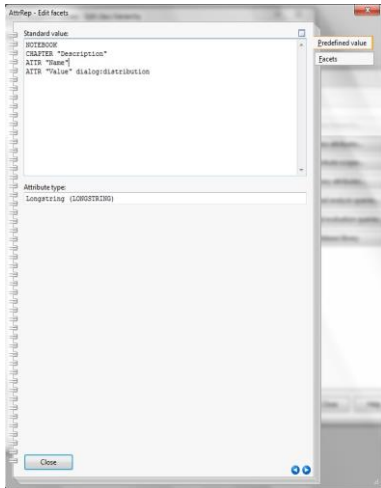 AttrRep - Edit facets
Standard value:
NOTEBOOK
CHAPTER "Description"
ATTR "Name"
ATTR "Value" dialog:distribution
Predefined value
Facets
Attribute type:
Longstring (LONGSTRING)
Close